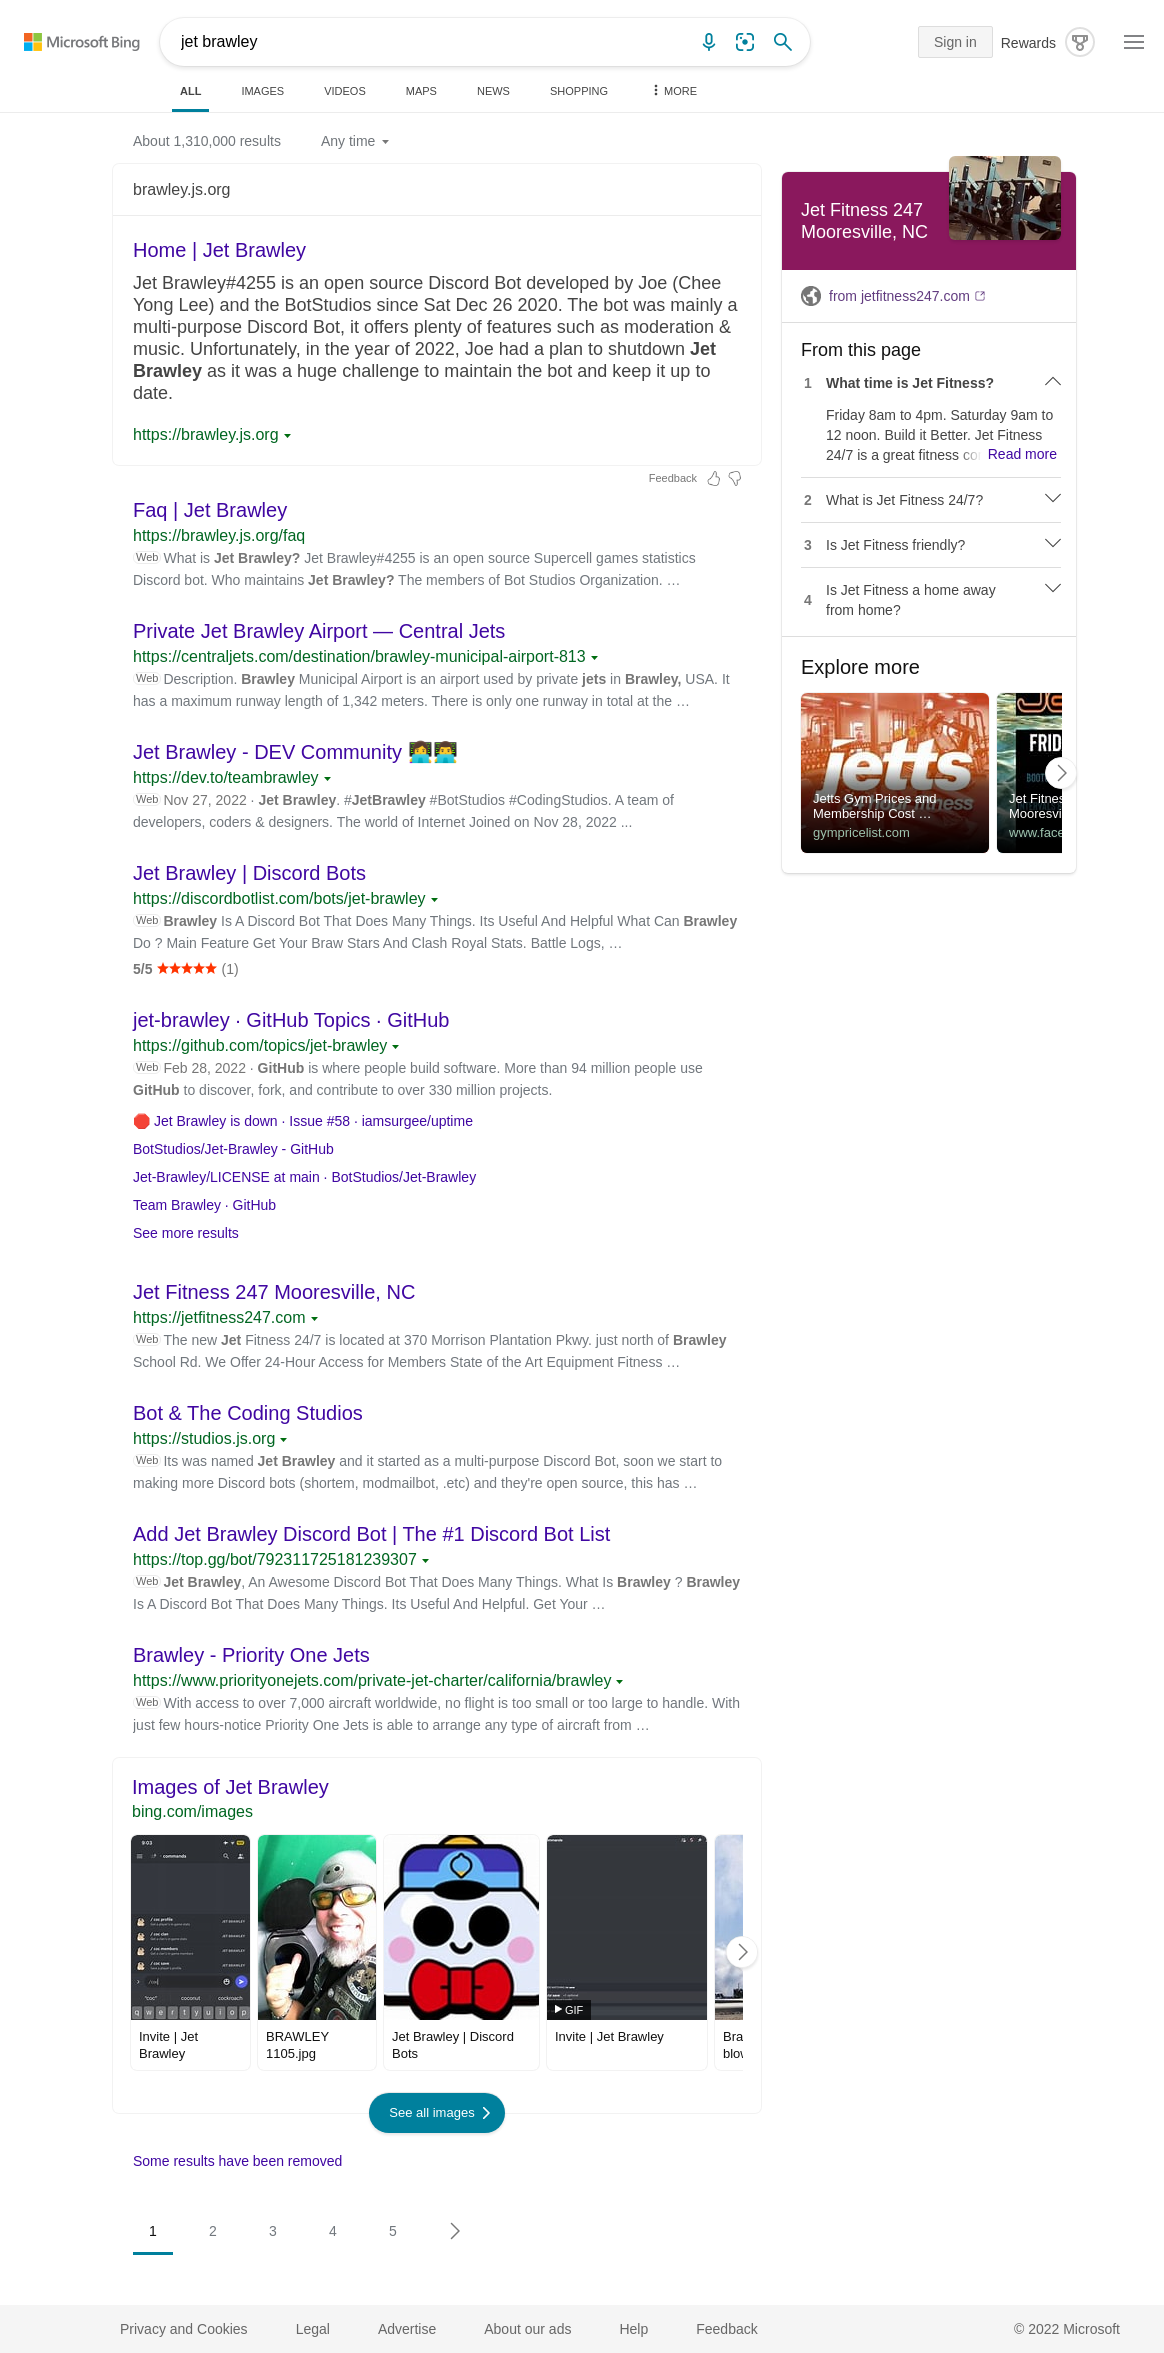 Microsoft Bing
jet brawley
Sign in
Rewards
ALL
IMAGES
VIDEOS
MAPS
NEWS
SHOPPING
MORE
About 1,310,000 results
Any time
brawley.js.org
Home | Jet Brawley
Jet Brawley#4255 is an open source Discord Bot developed by Joe (Chee
Yong Lee) and the BotStudios since Sat Dec 26 2020. The bot was mainly a
multi-purpose Discord Bot, it offers plenty of features such as moderation &
music. Unfortunately, in the year of 2022, Joe had a plan to shutdown Jet
Brawley as it was a huge challenge to maintain the bot and keep it up to
date.
https://brawley.js.org
Feedback
Faq | Jet Brawley
https://brawley.js.org/faq
Web What is Jet Brawley? Jet Brawley#4255 is an open source Supercell games statistics
Discord bot. Who maintains Jet Brawley? The members of Bot Studios Organization. …
Private Jet Brawley Airport — Central Jets
https://centraljets.com/destination/brawley-municipal-airport-813
Web Description. Brawley Municipal Airport is an airport used by private jets in Brawley, USA. It
has a maximum runway length of 1,342 meters. There is only one runway in total at the …
Jet Brawley - DEV Community 👩‍💻👨‍💻
https://dev.to/teambrawley
Web Nov 27, 2022 · Jet Brawley. #JetBrawley #BotStudios #CodingStudios. A team of
developers, coders & designers. The world of Internet Joined on Nov 28, 2022 ...
Jet Brawley | Discord Bots
https://discordbotlist.com/bots/jet-brawley
Web Brawley Is A Discord Bot That Does Many Things. Its Useful And Helpful What Can Brawley
Do ? Main Feature Get Your Braw Stars And Clash Royal Stats. Battle Logs, …
5/5 ★★★★★ (1)
jet-brawley · GitHub Topics · GitHub
https://github.com/topics/jet-brawley
Web Feb 28, 2022 · GitHub is where people build software. More than 94 million people use
GitHub to discover, fork, and contribute to over 330 million projects.
🛑 Jet Brawley is down · Issue #58 · iamsurgee/uptime
BotStudios/Jet-Brawley - GitHub
Jet-Brawley/LICENSE at main · BotStudios/Jet-Brawley
Team Brawley · GitHub
See more results
Jet Fitness 247 Mooresville, NC
https://jetfitness247.com
Web The new Jet Fitness 24/7 is located at 370 Morrison Plantation Pkwy. just north of Brawley
School Rd. We Offer 24-Hour Access for Members State of the Art Equipment Fitness …
Bot & The Coding Studios
https://studios.js.org
Web Its was named Jet Brawley and it started as a multi-purpose Discord Bot, soon we start to
making more Discord bots (shortem, modmailbot, .etc) and they're open source, this has …
Add Jet Brawley Discord Bot | The #1 Discord Bot List
https://top.gg/bot/792311725181239307
Web Jet Brawley, An Awesome Discord Bot That Does Many Things. What Is Brawley ? Brawley
Is A Discord Bot That Does Many Things. Its Useful And Helpful. Get Your …
Brawley - Priority One Jets
https://www.priorityonejets.com/private-jet-charter/california/brawley
Web With access to over 7,000 aircraft worldwide, no flight is too small or too large to handle. With
just few hours-notice Priority One Jets is able to arrange any type of aircraft from …
Images of Jet Brawley
bing.com/images
9:03
commands
/ coc profile
/ coc clan
/ coc members
/ coc save
JET BRAWLEY
JET BRAWLEY
JET BRAWLEY
JET BRAWLEY
/coc
"coc"
coconut
cockroach
q w e r t y u i o p
GIF
Invite | Jet
Brawley
BRAWLEY
1105.jpg
Jet Brawley | Discord
Bots
Invite | Jet Brawley
Bra
blov
See all images
Some results have been removed
1
2
3
4
5
Jet Fitness 247
Mooresville, NC
from jetfitness247.com
From this page
1 What time is Jet Fitness?
Friday 8am to 4pm. Saturday 9am to
12 noon. Build it Better. Jet Fitness
24/7 is a great fitness co Read more
2 What is Jet Fitness 24/7?
3 Is Jet Fitness friendly?
4 Is Jet Fitness a home away
from home?
Explore more
jetts
24 hour fitness
Jetts Gym Prices and
Membership Cost …
gympricelist.com
FRID
Jet Fitnes
Mooresvi
www.face
Privacy and Cookies
Legal
Advertise
About our ads
Help
Feedback
© 2022 Microsoft